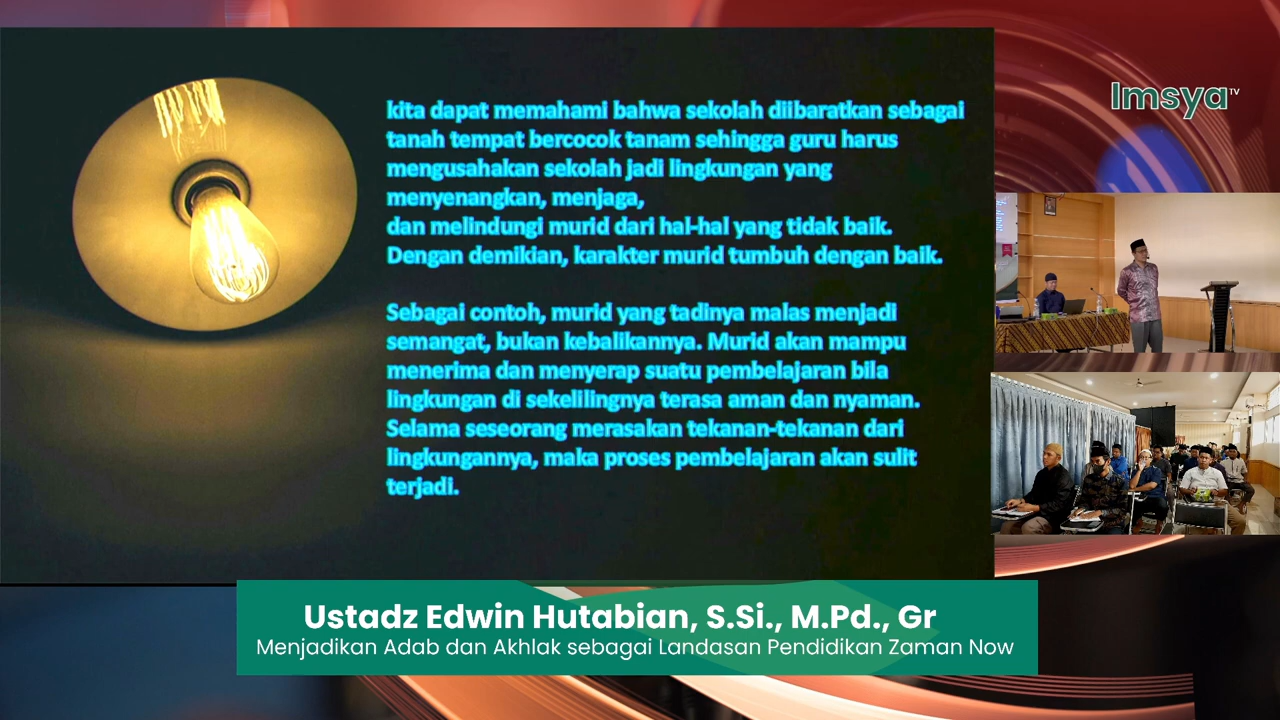 kita dapat memahami bahwa sekolah diibaratkan sebagai
tanah tempat bercocok tanam sehingga guru harus
mengusahakan sekolah jadi lingkungan yang
menyenangkan, menjaga,
dan melindungi murid dari hal-hal yang tidak baik.
Dengan demikian, karakter murid tumbuh dengan baik.
Sebagai contoh, murid yang tadinya malas menjadi
semangat, bukan kebalikannya. Murid akan mampu
menerima dan menyerap suatu pembelajaran bila
lingkungan di sekelilingnya terasa aman dan nyaman.
Selama seseorang merasakan tekanan-tekanan dari
lingkungannya, maka proses pembelajaran akan sulit
terjadi.
Imsya TV
Ustadz Edwin Hutabian, S.Si., M.Pd., Gr
Menjadikan Adab dan Akhlak sebagai Landasan Pendidikan Zaman Now